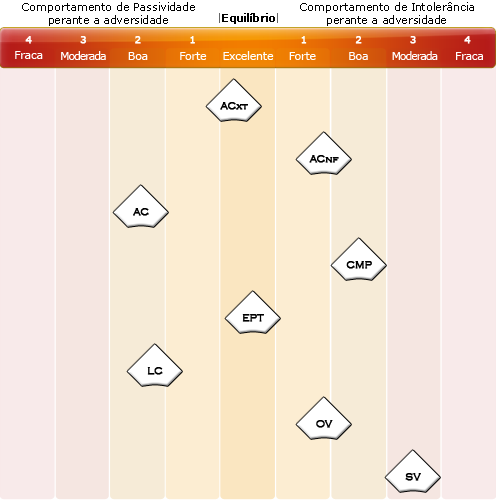 Comportamento de Passividade
perante a adversidade
|Equilíbrio|
Comportamento de Intolerância
perante a adversidade
4 3 2 1 1 2 3 4
Fraca Moderada Boa Forte Excelente Forte Boa Moderada Fraca
ACXT
ACNF
AC
CMP
EPT
LC
OV
SV